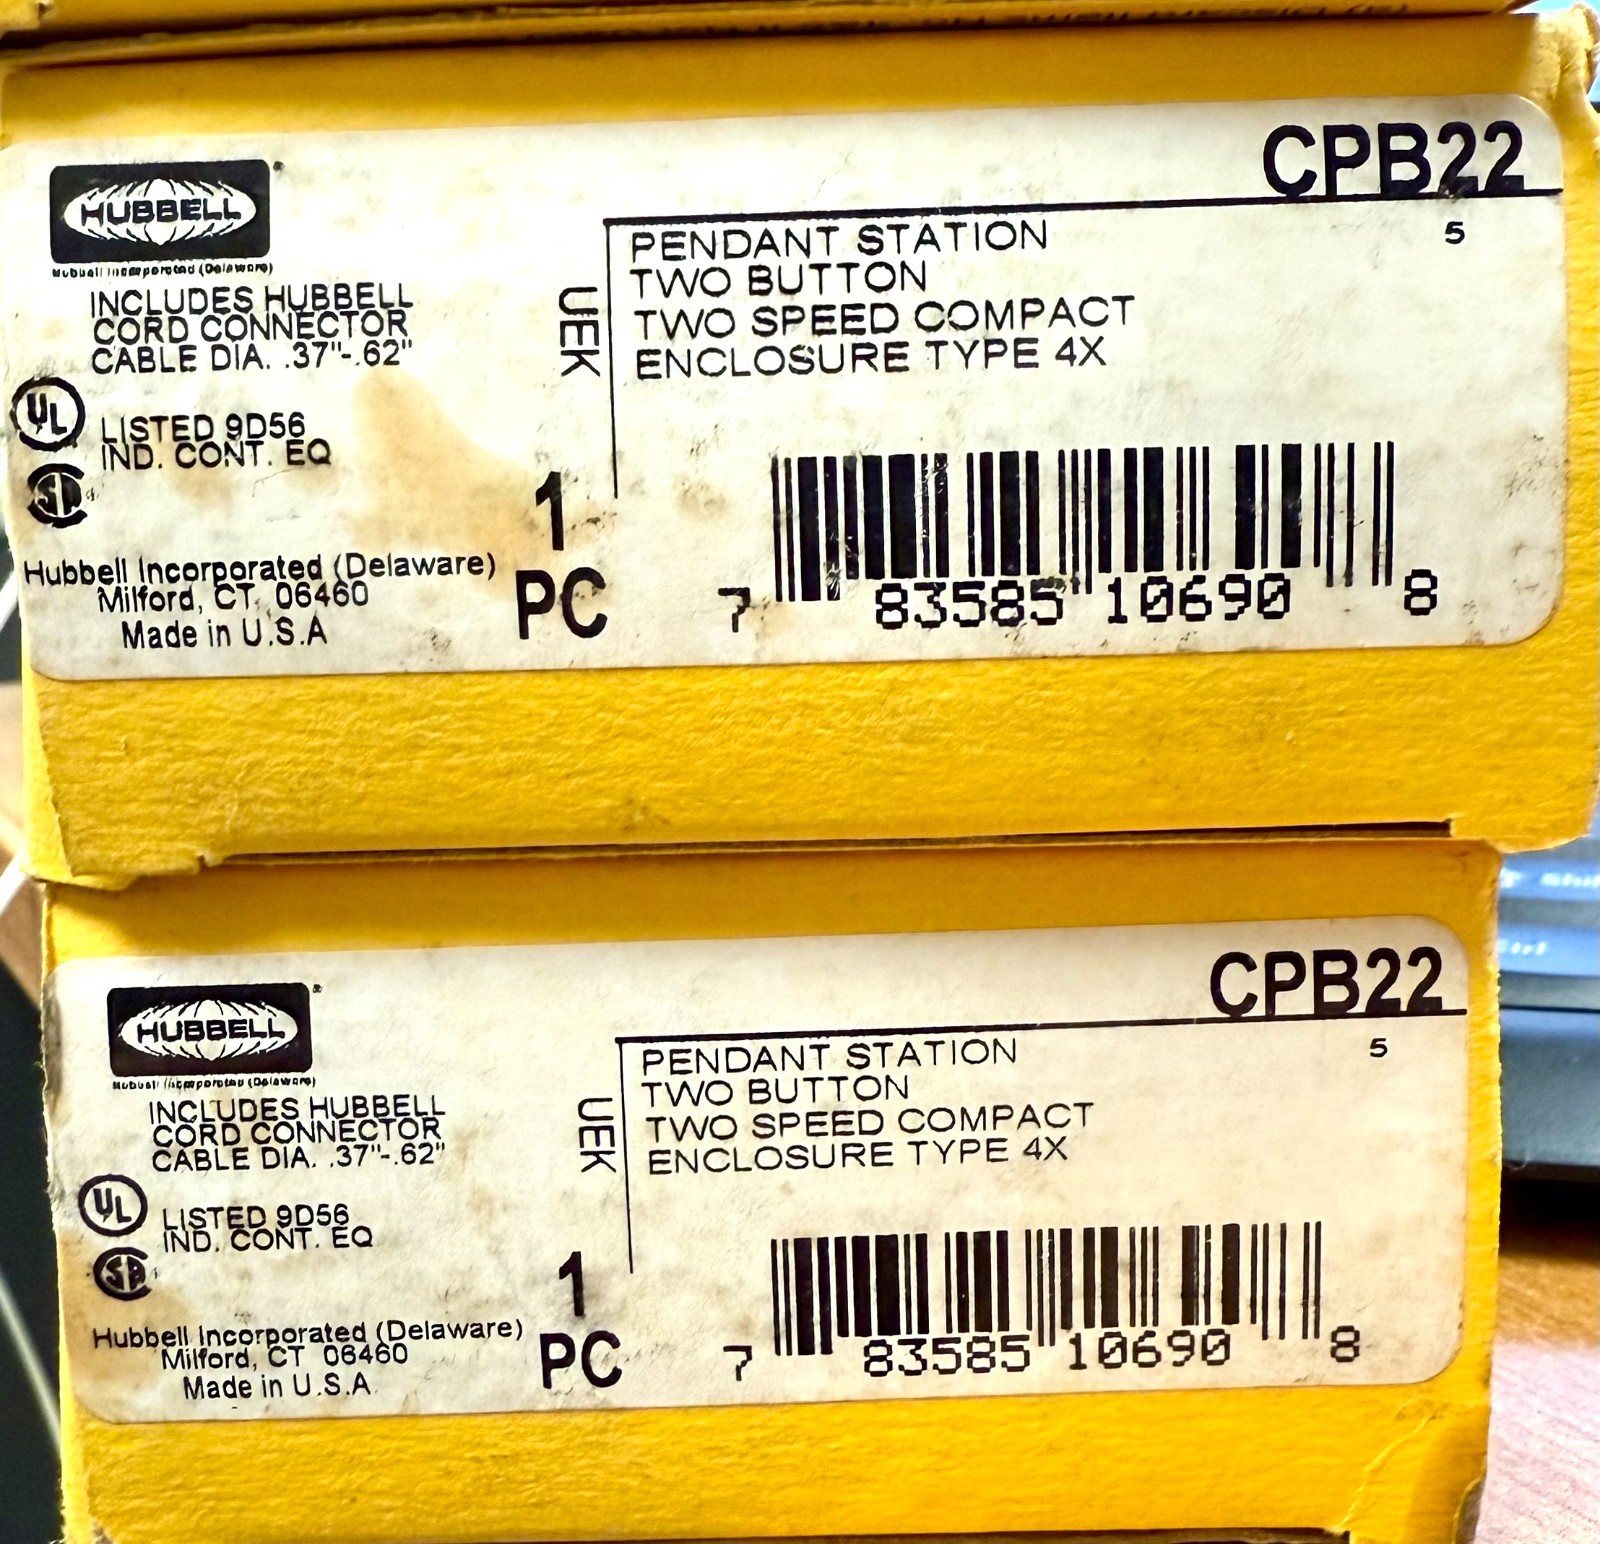 CPB22
HUBBELL
®
Hubbell Incorporated (Delaware)
INCLUDES HUBBELL
CORD CONNECTOR
CABLE DIA. .37"-.62"
UL
LISTED 9D56
IND. CONT. EQ
SA
Hubbell Incorporated (Delaware)
Milford, CT. 06460
Made in U.S.A
UEK
1
PC
PENDANT STATION
TWO BUTTON
TWO SPEED COMPACT
ENCLOSURE TYPE 4X
5
7 83585 10690 8
CPB22
HUBBELL
®
Hubbell Incorporated (Delaware)
INCLUDES HUBBELL
CORD CONNECTOR
CABLE DIA. .37"-.62"
UL
LISTED 9D56
IND. CONT. EQ
SA
Hubbell Incorporated (Delaware)
Milford, CT 06460
Made in U.S.A
UEK
1
PC
PENDANT STATION
TWO BUTTON
TWO SPEED COMPACT
ENCLOSURE TYPE 4X
5
7 83585 10690 8